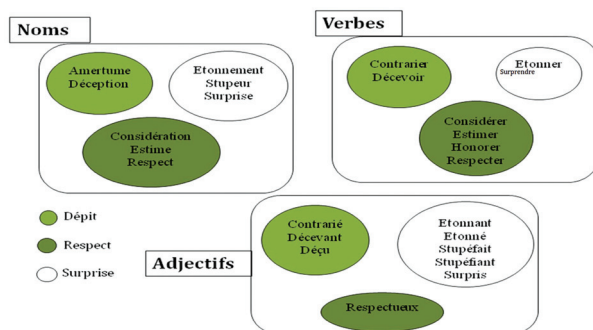 Noms
Amertume
Déception
Etonnement
Stupeur
Surprise
Considération
Estime
Respect
Verbes
Contrarier
Décevoir
Etonner
Surprendre
Considérer
Estimer
Honorer
Respecter
Dépit
Respect
Surprise
Adjectifs
Contrarié
Décevant
Déçu
Etonnant
Etonné
Stupéfait
Stupéfiant
Surpris
Respectueux